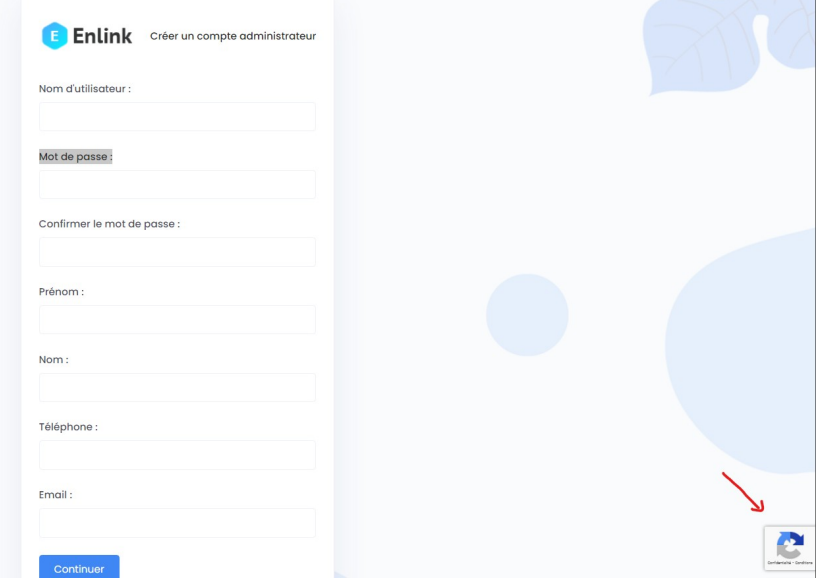 E Enlink Créer un compte administrateur
Nom d'utilisateur :
Mot de passe :
Confirmer le mot de passe :
Prénom :
Nom :
Téléphone :
Email :
Continuer
Confidentialité - Conditions